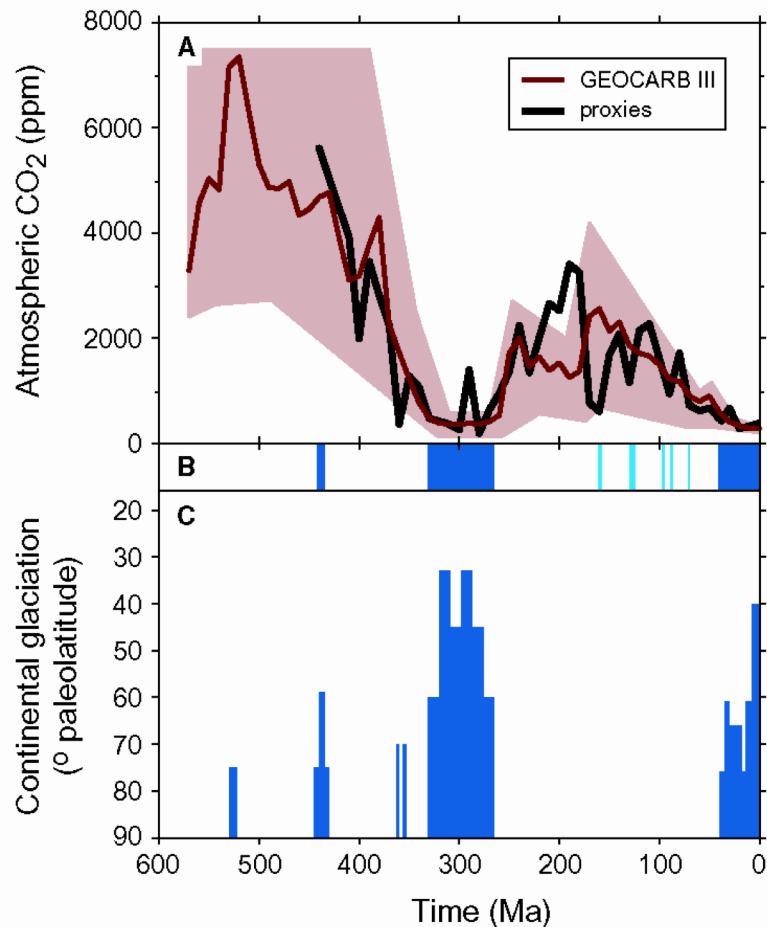 8000
6000
4000
2000
0
Atmospheric CO2 (ppm)
A
GEOCARB III
proxies
B
C
20
30
40
50
60
70
80
90
Continental glaciation
(º paleolatitude)
600 500 400 300 200 100 0
Time (Ma)